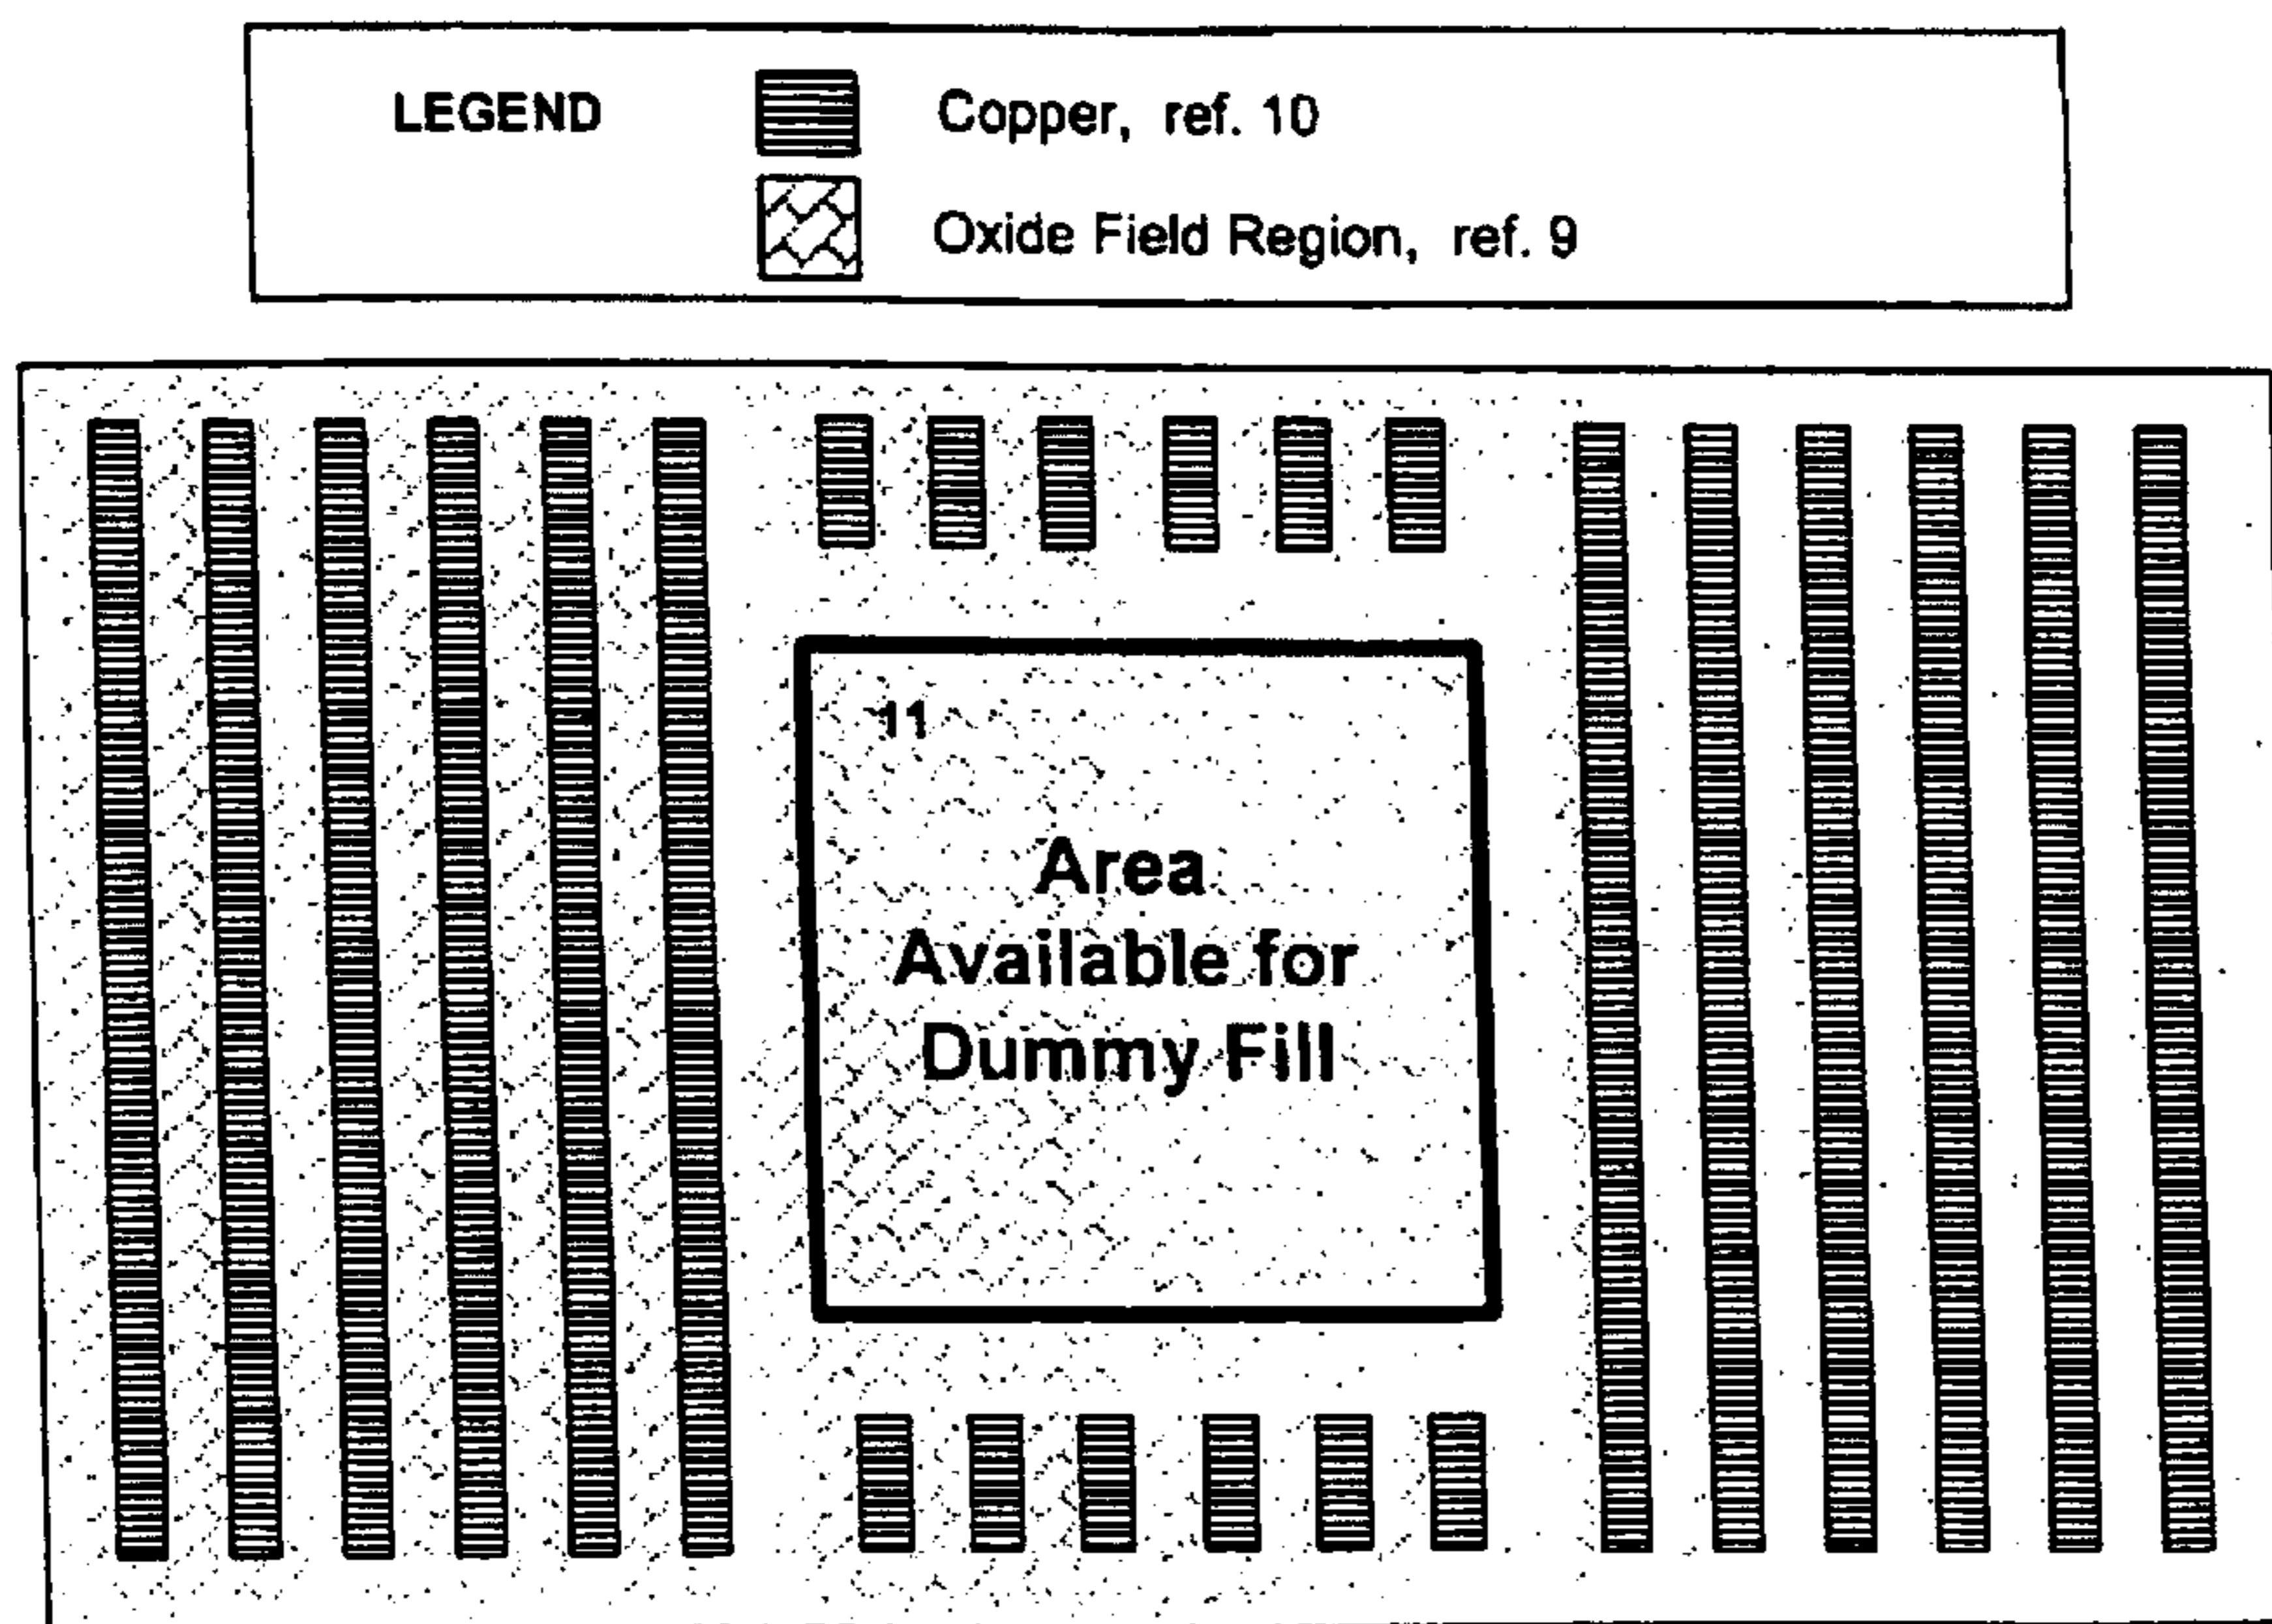 LEGEND
Copper, ref. 10
Oxide Field Region, ref. 9
11
Area
Available for
Dummy Fill